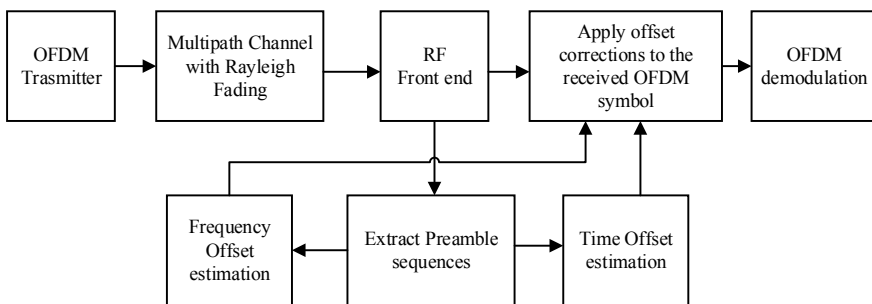 OFDM
Trasmitter
Multipath Channel
with Rayleigh
Fading
RF
Front end
Apply offset
corrections to the
received OFDM
symbol
OFDM
demodulation
Frequency
Offset
estimation
Extract Preamble
sequences
Time Offset
estimation